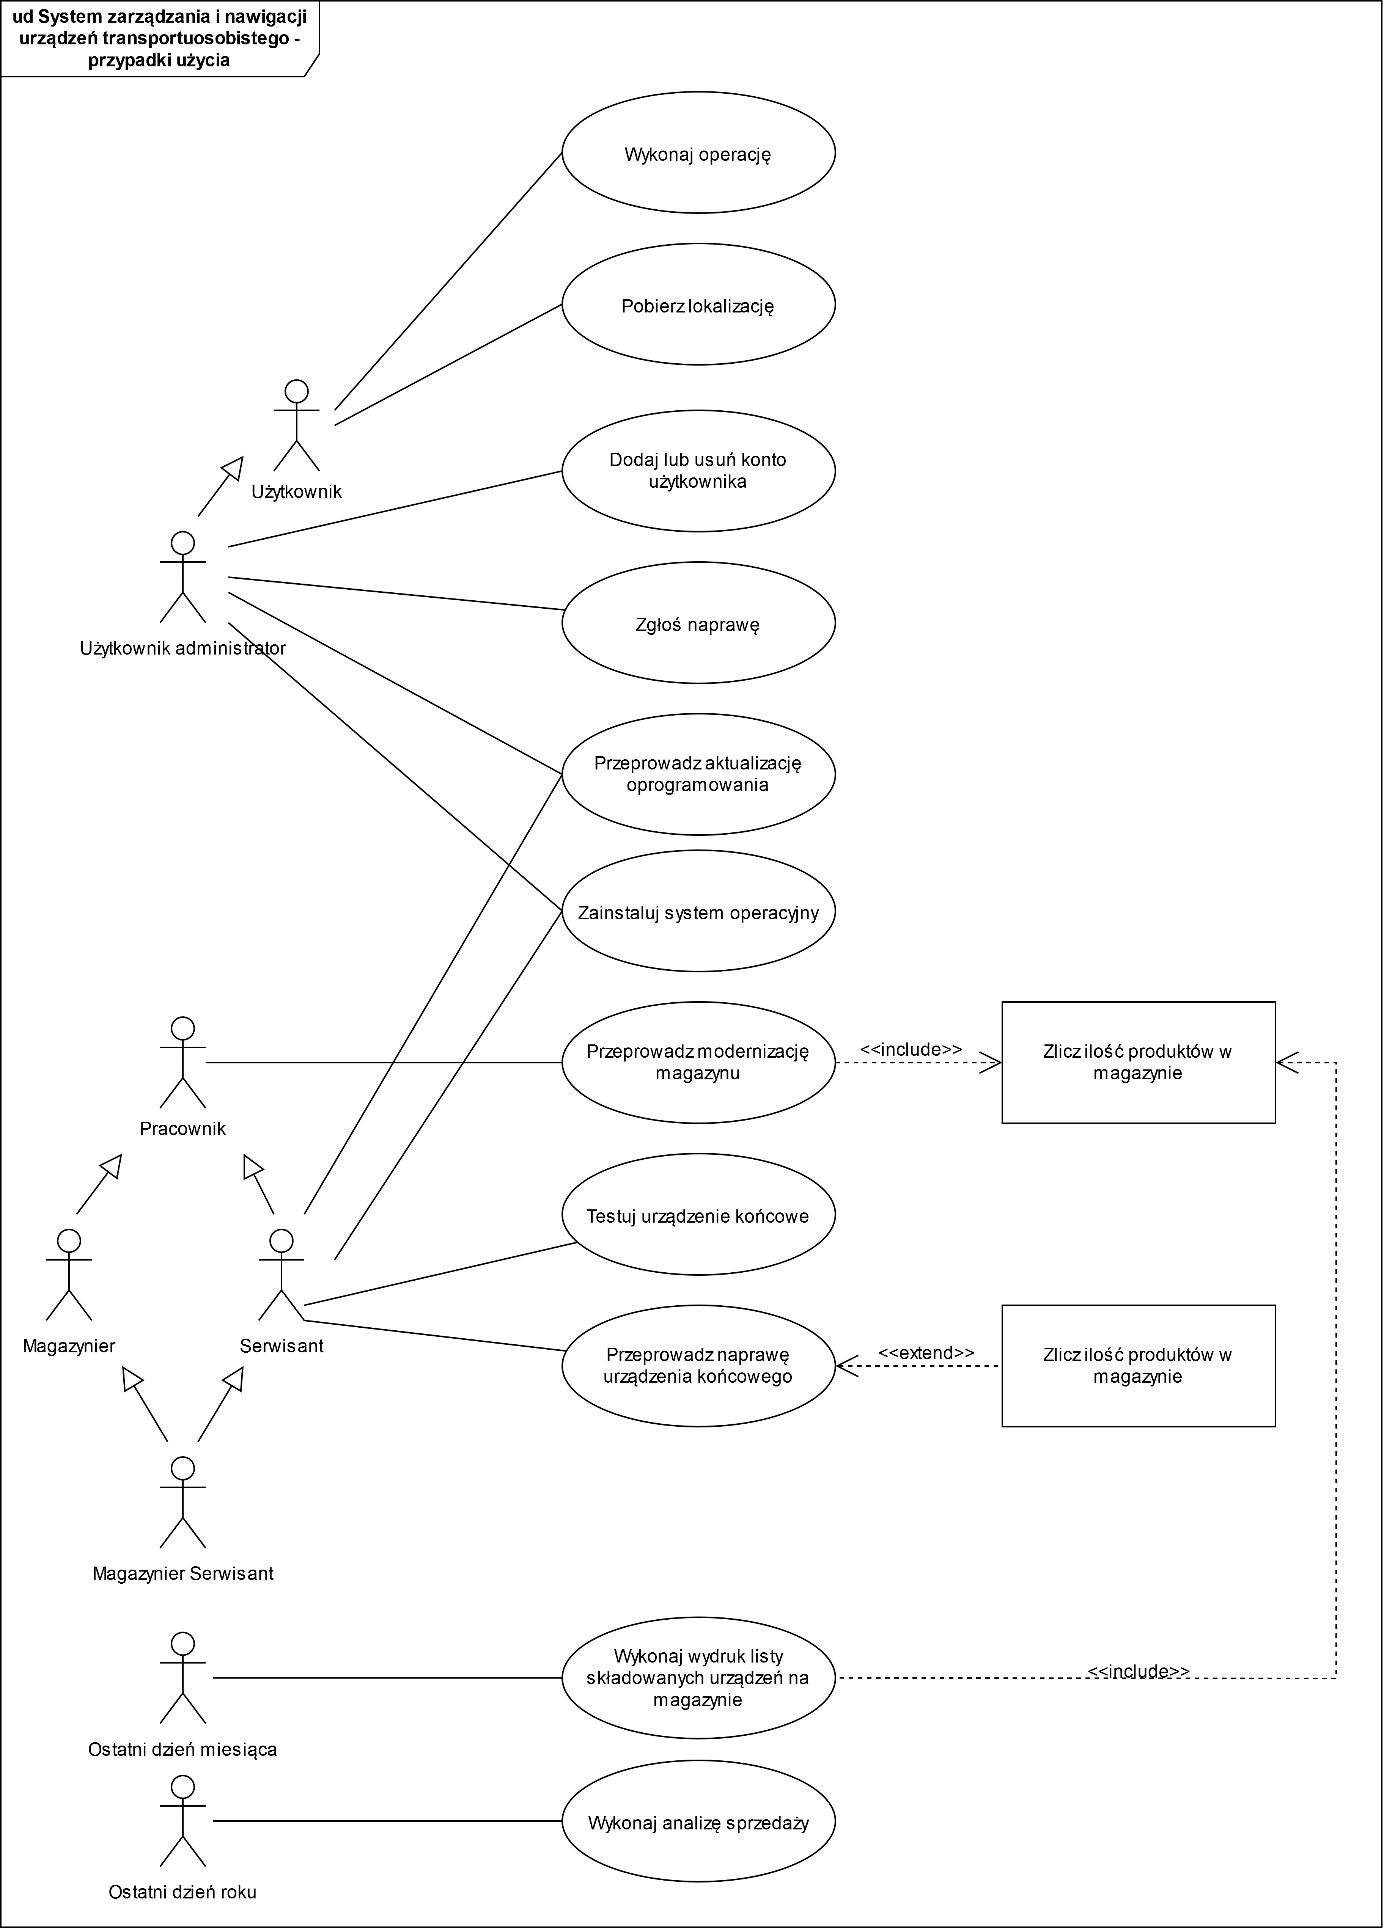 ud System zarządzania i nawigacji
urządzeń transportuosobistego -
przypadki użycia
Wykonaj operację
Pobierz lokalizację
Użytkownik
Dodaj lub usuń konto
użytkownika
Zgłoś naprawę
Użytkownik administrator
Przeprowadz aktualizację
oprogramowania
Zainstaluj system operacyjny
Pracownik
Przeprowadz modernizację
magazynu
<<include>>
Zlicz ilość produktów w
magazynie
Testuj urządzenie końcowe
Magazynier
Serwisant
Przeprowadz naprawę
urządzenia końcowego
<<extend>>
Zlicz ilość produktów w
magazynie
Magazynier Serwisant
Wykonaj wydruk listy
składowanych urządzeń na
magazynie
<<include>>
Ostatni dzień miesiąca
Wykonaj analizę sprzedaży
Ostatni dzień roku